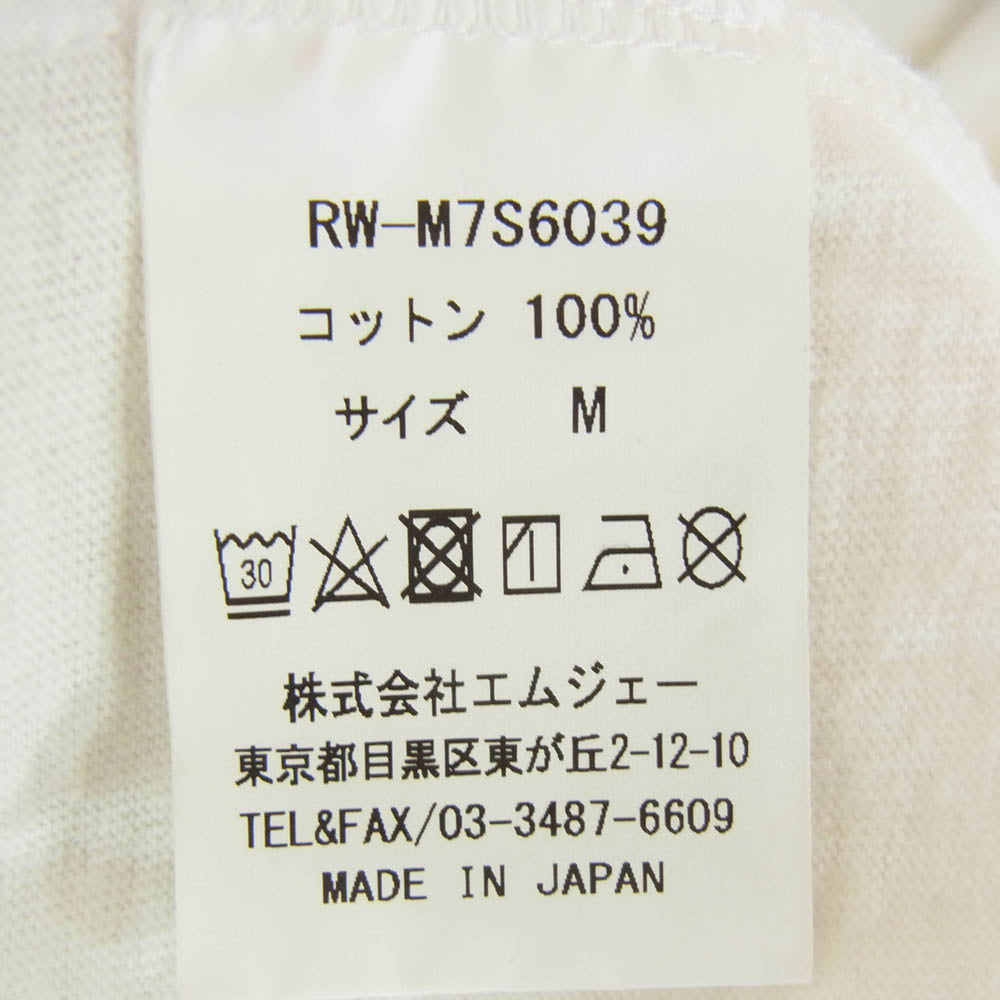 RW-M7S6039
コットン 100%
サイズ M
30
株式会社エムジェー
東京都目黒区東が丘2-12-10
TEL&FAX/03-3487-6609
MADE IN JAPAN